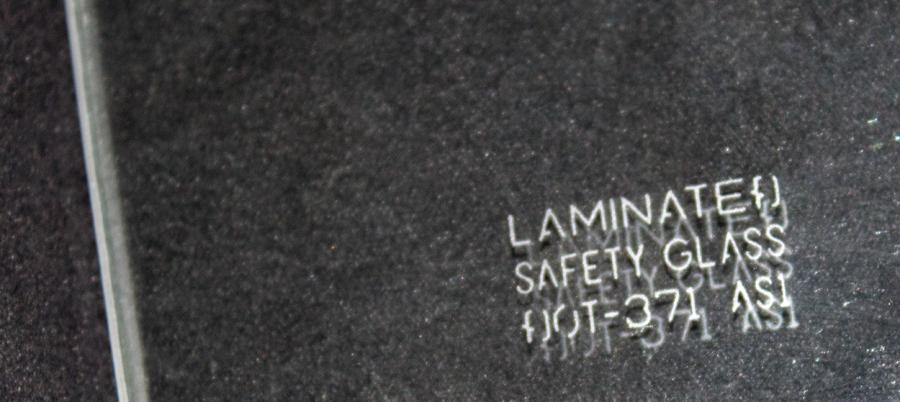 LAMINATED
SAFETY GLASS
DOT-371 AS1